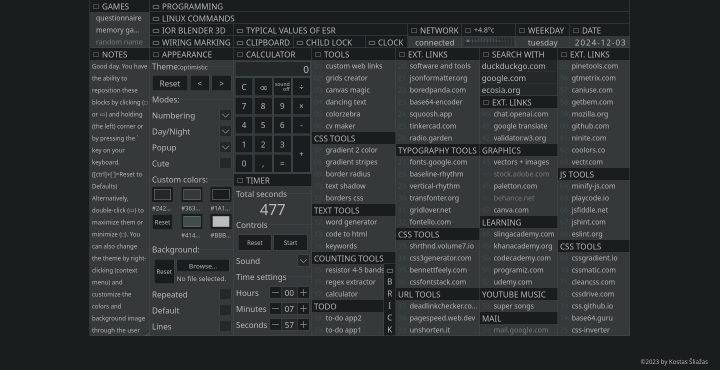 GAMES
questionnaire
memory ga...
random name
PROGRAMMING
LINUX COMMANDS
IOR BLENDER 3D
TYPICAL VALUES OF ESR
NETWORK
connected
+4.8°c
WEEKDAY
tuesday
DATE
2024-12-03
WIRING MARKING
CLIPBOARD
CHILD LOCK
CLOCK
NOTES
Good day. You have
the ability to
reposition these
blocks by clicking (::
or =) and holding
(the left) corner or
by pressing the `
key on your
keyboard.
([ctrl]+[`]=Reset to
Defaults)
Alternatively,
double-click (=) to
maximize them or
minimize (::). You
can also change
the theme by right-
clicking (context
menu) and
customize the
colors and
background image
through the user
APPEARANCE
Theme:optimistic
Reset
<
>
Modes:
Numbering
Day/Night
Popup
Cute
Custom colors:
#242...
#363...
#1A1...
Reset
#414...
#BBB...
Background:
Reset
Browse...
No file selected.
Repeated
Default
Lines
CALCULATOR
0
C
⌫
sound off
÷
7
8
9
×
4
5
6
-
1
2
3
+
0
.
=
TIMER
Total seconds
477
Controls
Reset
Start
Sound
Time settings
Hours
00
Minutes
07
Seconds
57
TOOLS
custom web links
grids creator
canvas magic
dancing text
colorzebra
cv maker
CSS TOOLS
gradient 2 color
gradient stripes
border radius
text shadow
borders css
TEXT TOOLS
word generator
code to html
keywords
COUNTING TOOLS
resistor 4-5 bands
regex extractor
calculator
TODO
to-do app2
to-do app1
B
R
I
C
K
EXT. LINKS
software and tools
jsonformatter.org
boredpanda.com
base64-encoder
squoosh.app
tinkercad.com
radio.garden
TYPOGRAPHY TOOLS
fonts.google.com
baseline-rhythm
vertical-rhythm
transfonter.org
gridlover.net
fontello.com
CSS TOOLS
shrthnd.volume7.io
css3generator.com
bennettfeely.com
cssfontstack.com
URL TOOLS
deadlinkchecker.co...
pagespeed.web.dev
unshorten.it
SEARCH WITH
duckduckgo.com
google.com
ecosia.org
EXT. LINKS
chat.openai.com
google translate
validator.w3.org
GRAPHICS
vectors + images
stock.adobe.com
paletton.com
behance.net
canva.com
LEARNING
slingacademy.com
khanacademy.org
codecademy.com
programiz.com
udemy.com
YOUTUBE MUSIC
super songs
MAIL
mail.google.com
EXT. LINKS
pinetools.com
gtmetrix.com
caniuse.com
getbem.com
mozilla.org
github.com
ninite.com
coolors.co
vectr.com
JS TOOLS
minify-js.com
playcode.io
jsfiddle.net
jshint.com
eslint.org
CSS TOOLS
cssgradient.io
cssmatic.com
cleancss.com
cssdrive.com
css.github.io
base64.guru
css-inverter
©2023 by Kostas Šliažas